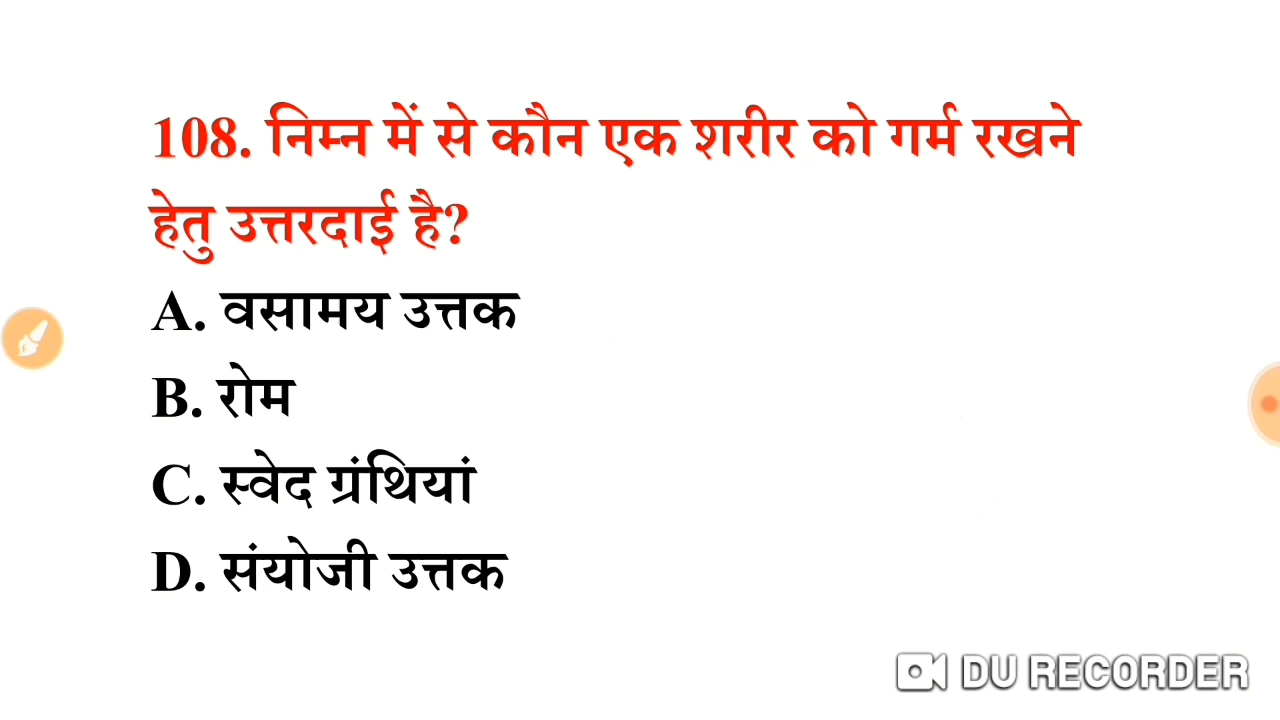 108. निम्न में से कौन एक शरीर को गर्म रखने
हेतु उत्तरदाई है?
A. वसामय उत्तक
B. रोम
C. स्वेद ग्रंथियां
D. संयोजी उत्तक
DU RECORDER